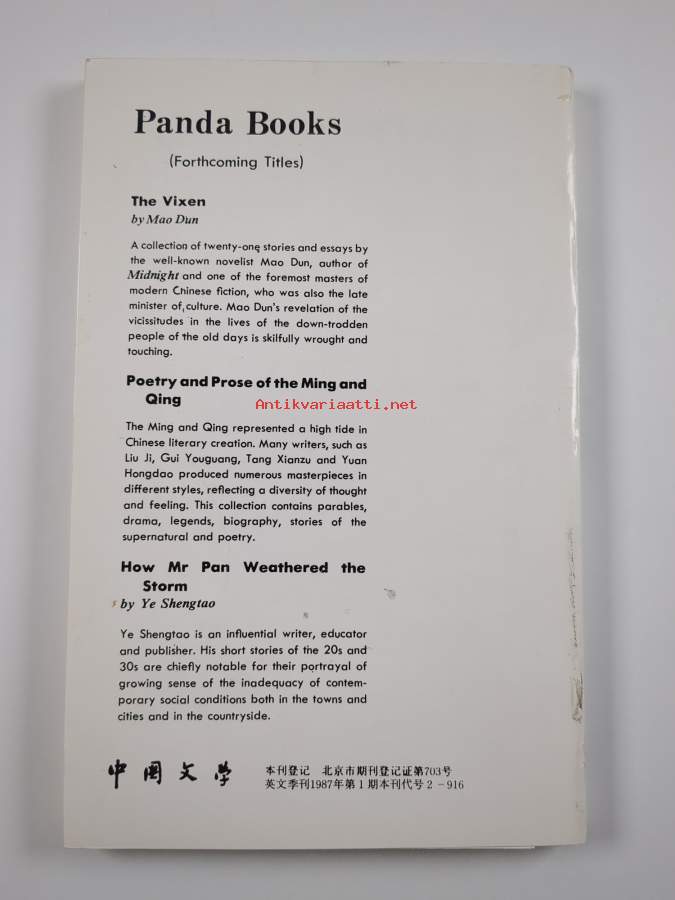 Panda Books
(Forthcoming Titles)
The Vixen
by Mao Dun
A collection of twenty-one stories and essays by
the well-known novelist Mao Dun, author of
Midnight and one of the foremost masters of
modern Chinese fiction, who was also the late
minister of culture. Mao Dun's revelation of the
vicissitudes in the lives of the down-trodden
people of the old days is skilfully wrought and
touching.
Poetry and Prose of the Ming and
Qing
Antikvariaatti.net
The Ming and Qing represented a high tide in
Chinese literary creation. Many writers, such as
Liu Ji, Gui Youguang, Tang Xianzu and Yuan
Hongdao produced numerous masterpieces in
different styles, reflecting a diversity of thought
and feeling. This collection contains parables,
drama, legends, biography, stories of the
supernatural and poetry.
How Mr Pan Weathered the
Storm
by Ye Shengtao
Ye Shengtao is an influential writer, educator
and publisher. His short stories of the 20s and
30s are chiefly notable for their portrayal of
growing sense of the inadequacy of contem-
porary social conditions both in the towns and
cities and in the countryside.
中国文学
本刊登记 北京市期刊登记证第703号
英文季刊1987年第1期本刊代号2-916